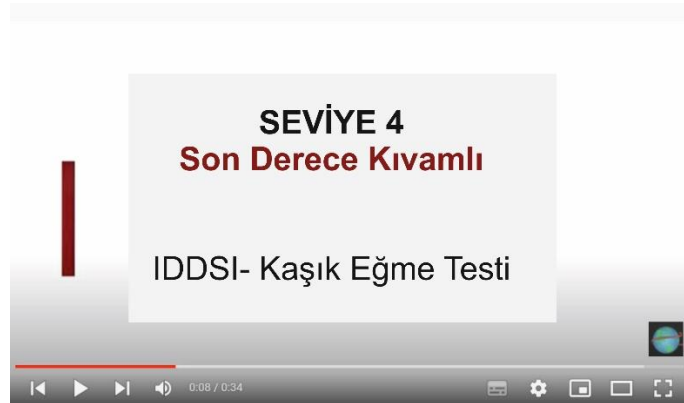 SEVİYE 4
Son Derece Kıvamlı
IDDSI- Kaşık Eğme Testi
0:08 / 0:34